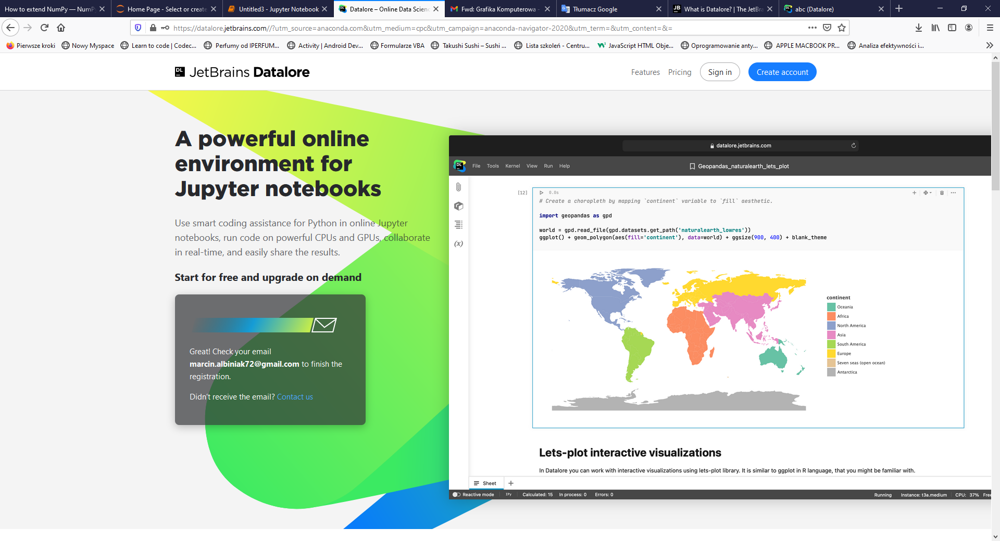 How to extend NumPy — NumP
Home Page - Select or create
Untitled3 - Jupyter Notebook
Datalore – Online Data Scienc
Fwd: Grafika Komputerowa -
Tłumacz Google
What is Datalore? | The JetBra
abc (Datalore)
https://datalore.jetbrains.com//?utm_source=anaconda.com&utm_medium=cpc&utm_campaign=anaconda-navigator-2020&utm_term=&utm_content=&=
Pierwsze kroki
Nowy Myspace
Learn to code | Codec...
Perfumy od IPERFUM...
Activity | Android Dev...
Formularze VBA
Takushi Sushi – Sushi ...
Lista szkoleń - Centru...
JavaScript HTML Obje...
Oprogramowanie anty...
APPLE MACBOOK PR...
Analiza efektywności i...
DL JetBrains Datalore
Features
Pricing
Sign in
Create account
A powerful online
environment for
Jupyter notebooks
Use smart coding assistance for Python in online Jupyter
notebooks, run code on powerful CPUs and GPUs, collaborate
in real-time, and easily share the results.
Start for free and upgrade on demand
Great! Check your email
marcin.albiniak72@gmail.com to finish the
registration.
Didn't receive the email? Contact us
datalore.jetbrains.com
DL File Tools Kernel View Run Help
Geopandas_naturalearth_lets_plot
[12]
0.0s
# Create a choropleth by mapping `continent` variable to `fill` aesthetic.
import geopandas as gpd
world = gpd.read_file(gpd.datasets.get_path('naturalearth_lowres'))
ggplot() + geom_polygon(aes(fill='continent'), data=world) + ggsize(900, 400) + blank_theme
(x)
continent
Oceania
Africa
North America
Asia
South America
Europe
Seven seas (open ocean)
Antarctica
Lets-plot interactive visualizations
In Datalore you can work with interactive visualizations using lets-plot library. It is similar to ggplot in R language, that you might be familiar with.
Sheet
Reactive mode IPy Calculated: 15 In process: 0 Errors: 0
Running Instance: t3a.medium CPU: 37% Free